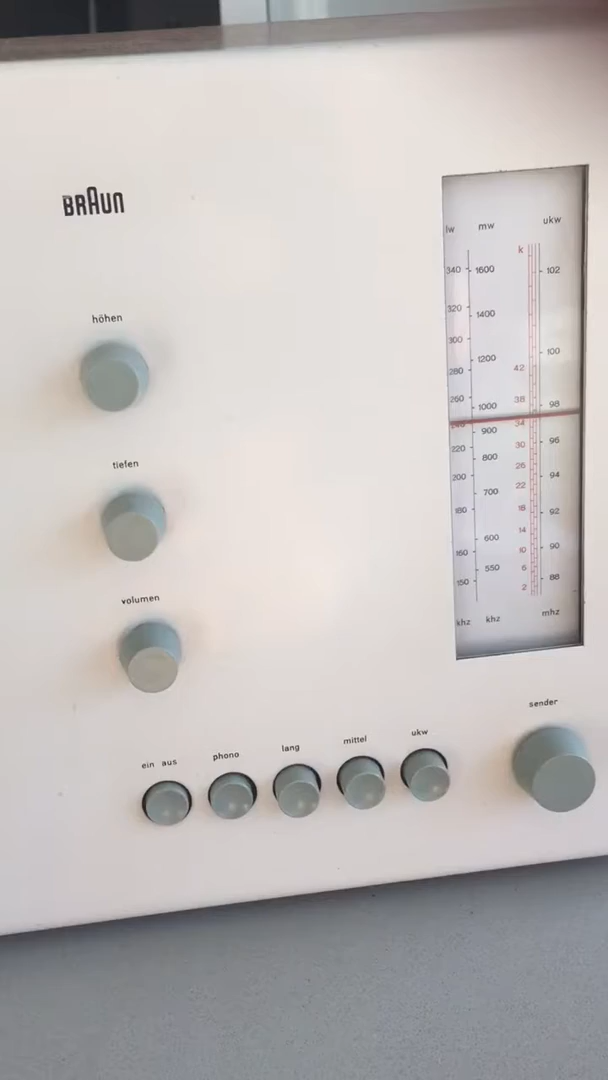 BRAUN
höhen
tiefen
volumen
ein aus
phono
lang
mittel
ukw
sender
lw mw ukw
k
340 1600 102
320 1400
300
280 1200 42 100
260 1000 38 98
900 34
220 30 96
800 26
200 22 94
700
180 18 92
600 14
160 10 90
550 6
150 2 88
khz khz mhz